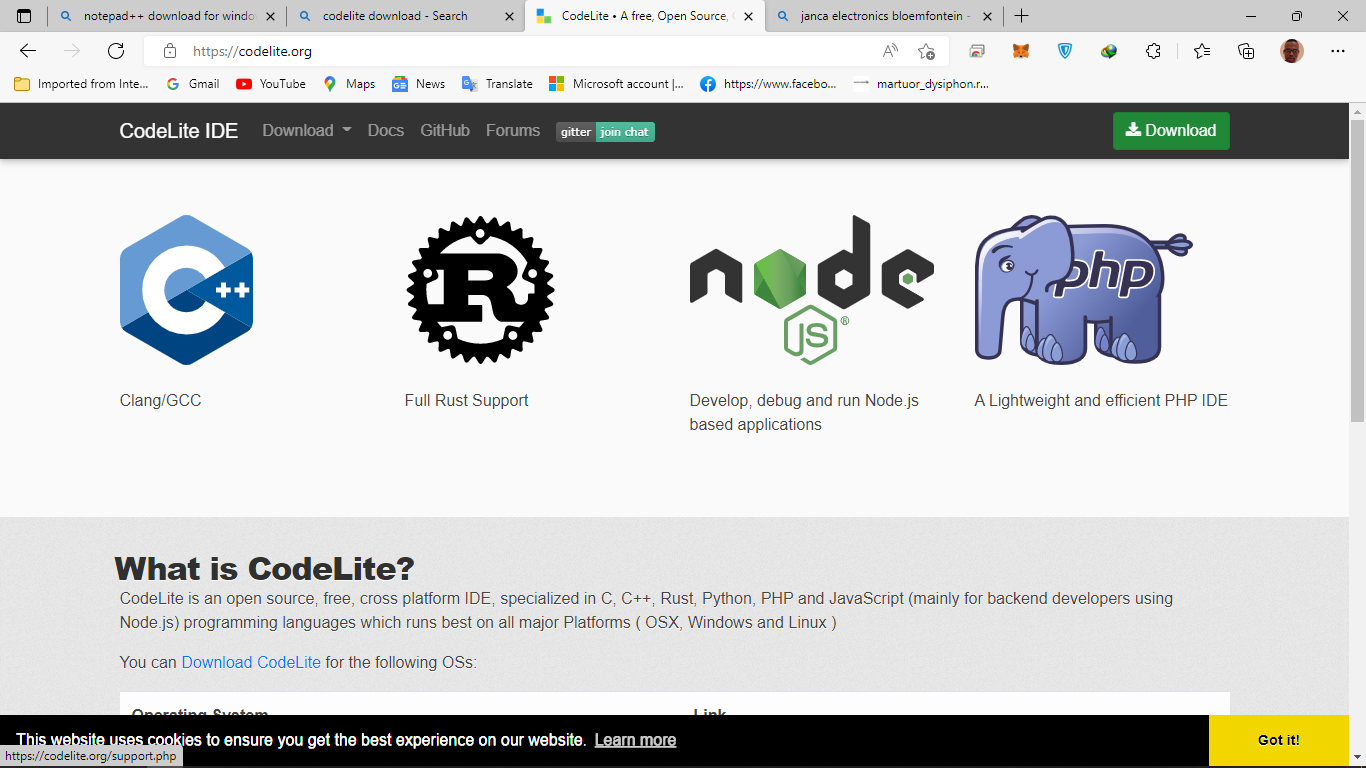 notepad++ download for windo
codelite download - Search
CodeLite • A free, Open Source,
janca electronics bloemfontein -
https://codelite.org
Imported from Inte...
Gmail
YouTube
Maps
News
Translate
Microsoft account |...
https://www.facebo...
martuor_dysiphon.r...
CodeLite IDE
Download
Docs
GitHub
Forums
gitter join chat
Download
C++
R
node
JS®
php
Clang/GCC
Full Rust Support
Develop, debug and run Node.js
based applications
A Lightweight and efficient PHP IDE
What is CodeLite?
CodeLite is an open source, free, cross platform IDE, specialized in C, C++, Rust, Python, PHP and JavaScript (mainly for backend developers using
Node.js) programming languages which runs best on all major Platforms ( OSX, Windows and Linux )
You can Download CodeLite for the following OSs:
Operating System
Link
This website uses cookies to ensure you get the best experience on our website. Learn more
Got it!
https://codelite.org/support.php